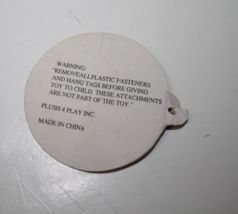 WARNING.
"REMOVEALLPLASTIC FASTENERS
AND HANG TAGS BEFORE GIVING
TOY TO CHILD. THESE ATTACHMENTS
ARE NOT PART OF THE TOY."
PLUSH 4 PLAY INC.
MADE IN CHINA